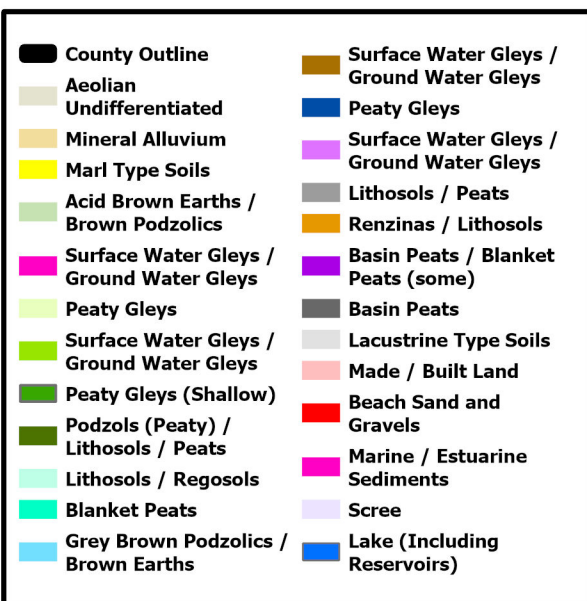 County Outline
Aeolian
Undifferentiated
Mineral Alluvium
Marl Type Soils
Acid Brown Earths /
Brown Podzolics
Surface Water Gleys /
Ground Water Gleys
Peaty Gleys
Surface Water Gleys /
Ground Water Gleys
Peaty Gleys (Shallow)
Podzols (Peaty) /
Lithosols / Peats
Lithosols / Regosols
Blanket Peats
Grey Brown Podzolics /
Brown Earths
Surface Water Gleys /
Ground Water Gleys
Peaty Gleys
Surface Water Gleys /
Ground Water Gleys
Lithosols / Peats
Renzinas / Lithosols
Basin Peats / Blanket
Peats (some)
Basin Peats
Lacustrine Type Soils
Made / Built Land
Beach Sand and
Gravels
Marine / Estuarine
Sediments
Scree
Lake (Including
Reservoirs)